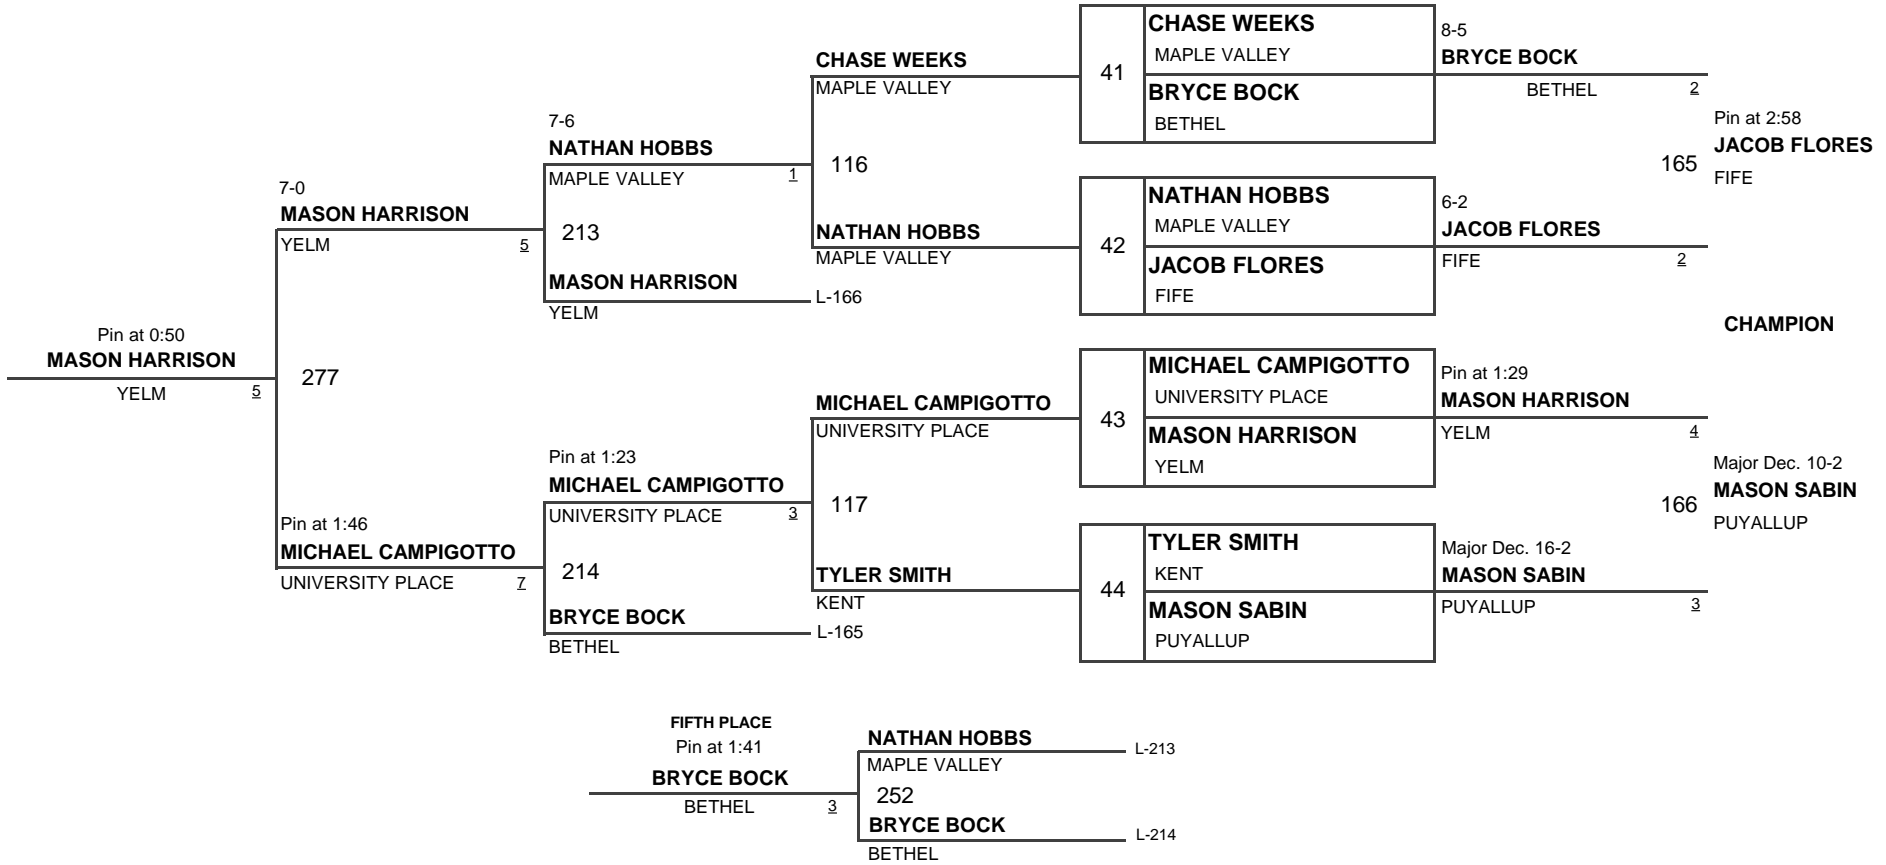 Pin at 0:50
MASON HARRISON
YELM 5
277
7-0
MASON HARRISON
YELM 5
Pin at 1:46
MICHAEL CAMPIGOTTO
UNIVERSITY PLACE 7
7-6
NATHAN HOBBS
MAPLE VALLEY 1
213
MASON HARRISON
YELM
L-166
Pin at 1:23
MICHAEL CAMPIGOTTO
UNIVERSITY PLACE 3
214
BRYCE BOCK
BETHEL
L-165
CHASE WEEKS
MAPLE VALLEY
116
NATHAN HOBBS
MAPLE VALLEY
MICHAEL CAMPIGOTTO
UNIVERSITY PLACE
117
TYLER SMITH
KENT
41
CHASE WEEKS
MAPLE VALLEY
BRYCE BOCK
BETHEL
42
NATHAN HOBBS
MAPLE VALLEY
JACOB FLORES
FIFE
43
MICHAEL CAMPIGOTTO
UNIVERSITY PLACE
MASON HARRISON
YELM
44
TYLER SMITH
KENT
MASON SABIN
PUYALLUP
8-5
BRYCE BOCK
BETHEL 2
6-2
JACOB FLORES
FIFE 2
165
Pin at 2:58
JACOB FLORES
FIFE
CHAMPION
Pin at 1:29
MASON HARRISON
YELM 4
Major Dec. 16-2
MASON SABIN
PUYALLUP 3
166
Major Dec. 10-2
MASON SABIN
PUYALLUP
FIFTH PLACE
Pin at 1:41
BRYCE BOCK
BETHEL 3
NATHAN HOBBS
MAPLE VALLEY
L-213
252
BRYCE BOCK
BETHEL
L-214